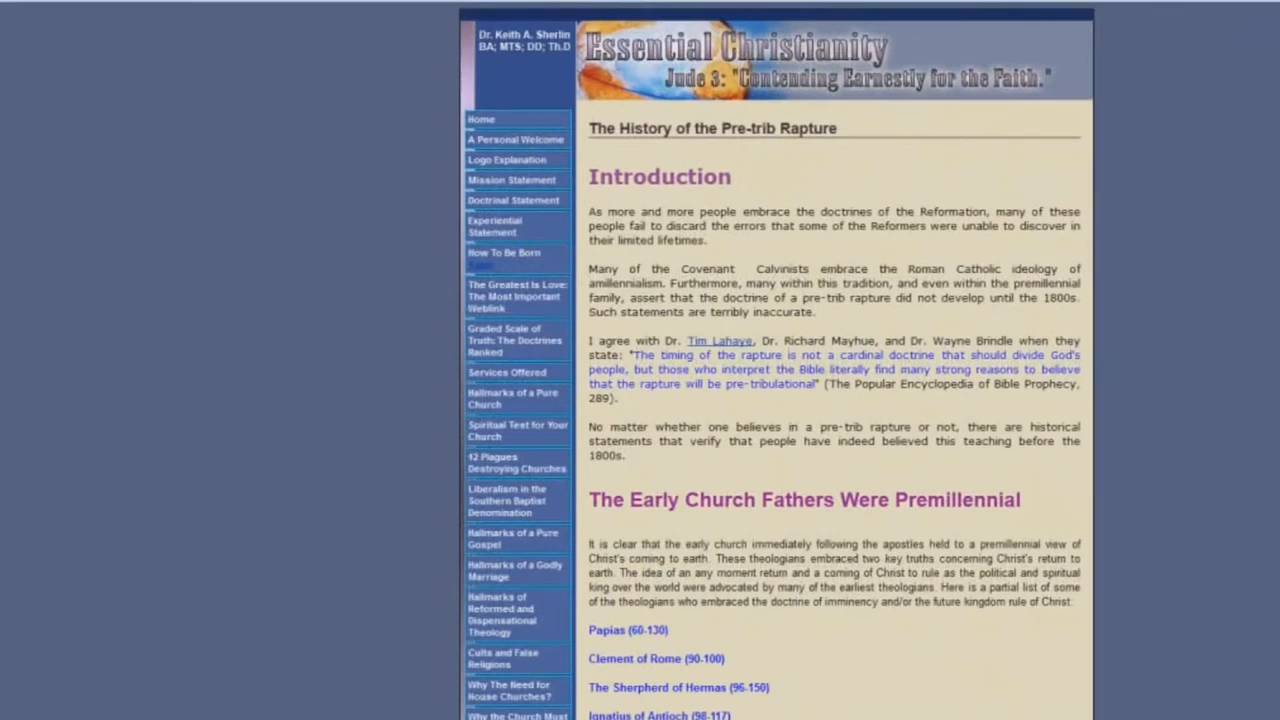 Dr. Keith A. Sherlin
BA; MTS; DD; Th.D
Essential Christianity
Jude 3: "Contending Earnestly for the Faith."
Home
A Personal Welcome
Logo Explanation
Mission Statement
Doctrinal Statement
Experiential
Statement
How To Be Born
The Greatest Is Love:
The Most Important
Weblink
Graded Scale of
Truth: The Doctrines
Ranked
Services Offered
Hallmarks of a Pure
Church
Spiritual Test for Your
Church
12 Plagues
Destroying Churches
Liberalism in the
Southern Baptist
Denomination
Hallmarks of a Pure
Gospel
Hallmarks of a Godly
Marriage
Hallmarks of
Reformed and
Dispensational
Theology
Cults and False
Religions
Why The Need for
House Churches?
Why the Church Must
The History of the Pre-trib Rapture
Introduction
As more and more people embrace the doctrines of the Reformation, many of these
people fail to discard the errors that some of the Reformers were unable to discover in
their limited lifetimes.
Many of the Covenant Calvinists embrace the Roman Catholic ideology of
amillennialism. Furthermore, many within this tradition, and even within the premillennial
family, assert that the doctrine of a pre-trib rapture did not develop until the 1800s.
Such statements are terribly inaccurate.
I agree with Dr. Tim Lahaye, Dr. Richard Mayhue, and Dr. Wayne Brindle when they
state: "The timing of the rapture is not a cardinal doctrine that should divide God's
people, but those who interpret the Bible literally find many strong reasons to believe
that the rapture will be pre-tribulational" (The Popular Encyclopedia of Bible Prophecy,
289).
No matter whether one believes in a pre-trib rapture or not, there are historical
statements that verify that people have indeed believed this teaching before the
1800s.
The Early Church Fathers Were Premillennial
It is clear that the early church immediately following the apostles held to a premillennial view of
Christ's coming to earth. These theologians embraced two key truths concerning Christ's return to
earth. The idea of an any moment return and a coming of Christ to rule as the political and spiritual
king over the world were advocated by many of the earliest theologians. Here is a partial list of some
of the theologians who embraced the doctrine of imminency and/or the future kingdom rule of Christ:
Papias (60-130)
Clement of Rome (90-100)
The Sherpherd of Hermas (96-150)
Ignatius of Antioch (98-117)